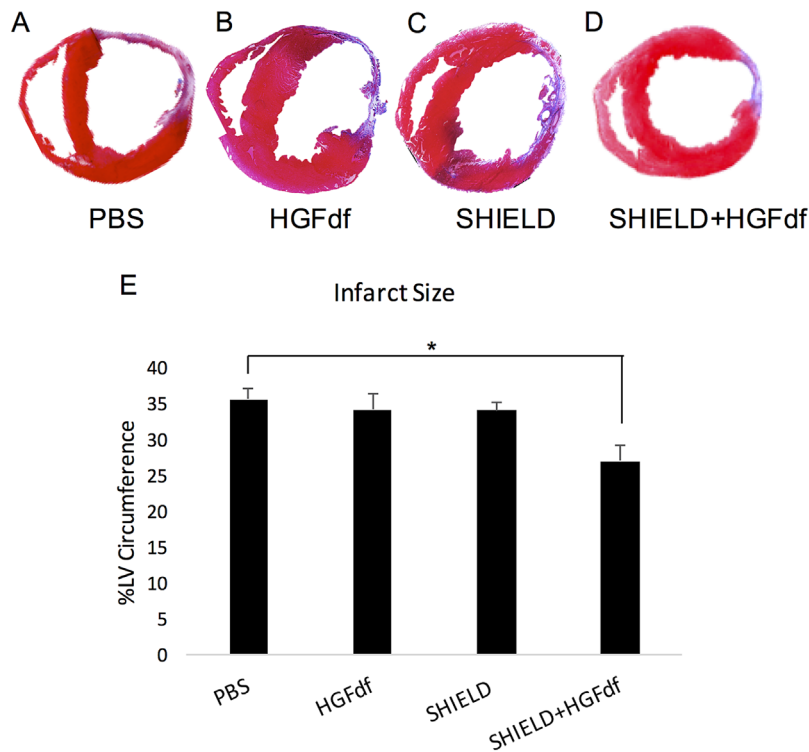 A
B
C
D
PBS
HGFdf
SHIELD
SHIELD+HGFdf
E
Infarct Size
*
%LV Circumference
40
35
30
25
20
15
10
5
0
PBS
HGFdf
SHIELD
SHIELD+HGFdf